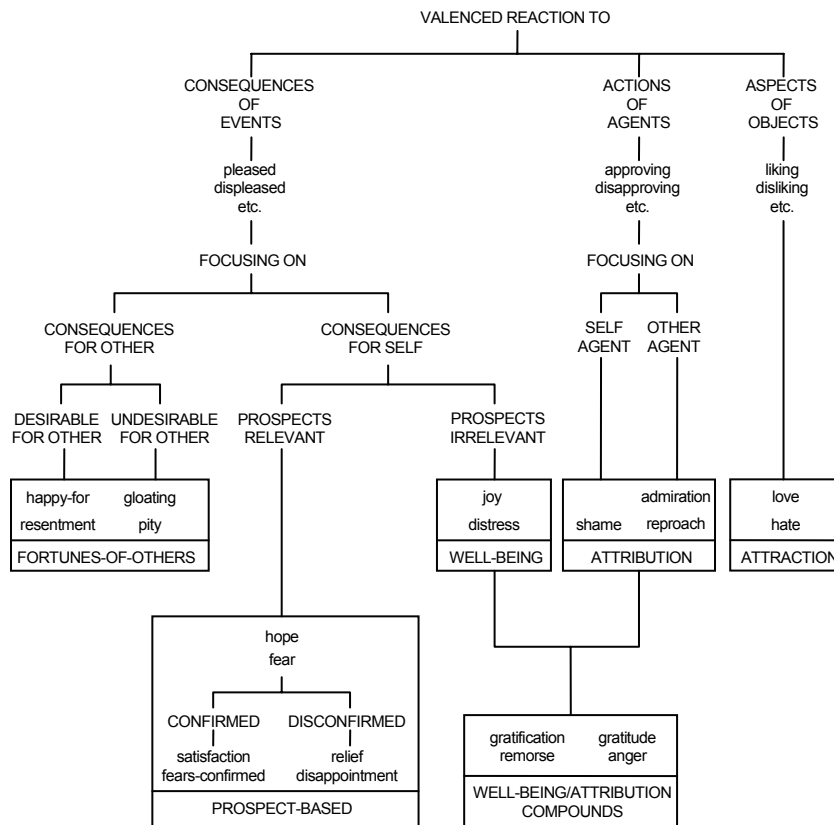 VALENCED REACTION TO
CONSEQUENCES
OF
EVENTS
ACTIONS
OF
AGENTS
ASPECTS
OF
OBJECTS
pleased
displeased
etc.
approving
disapproving
etc.
liking
disliking
etc.
FOCUSING ON
FOCUSING ON
CONSEQUENCES
FOR OTHER
CONSEQUENCES
FOR SELF
SELF
AGENT
OTHER
AGENT
DESIRABLE
FOR OTHER
UNDESIRABLE
FOR OTHER
PROSPECTS
RELEVANT
PROSPECTS
IRRELEVANT
happy-for
resentment
gloating
pity
FORTUNES-OF-OTHERS
joy
distress
WELL-BEING
shame
admiration
reproach
ATTRIBUTION
love
hate
ATTRACTION
hope
fear
CONFIRMED
DISCONFIRMED
satisfaction
fears-confirmed
relief
disappointment
PROSPECT-BASED
gratification
remorse
gratitude
anger
WELL-BEING/ATTRIBUTION
COMPOUNDS